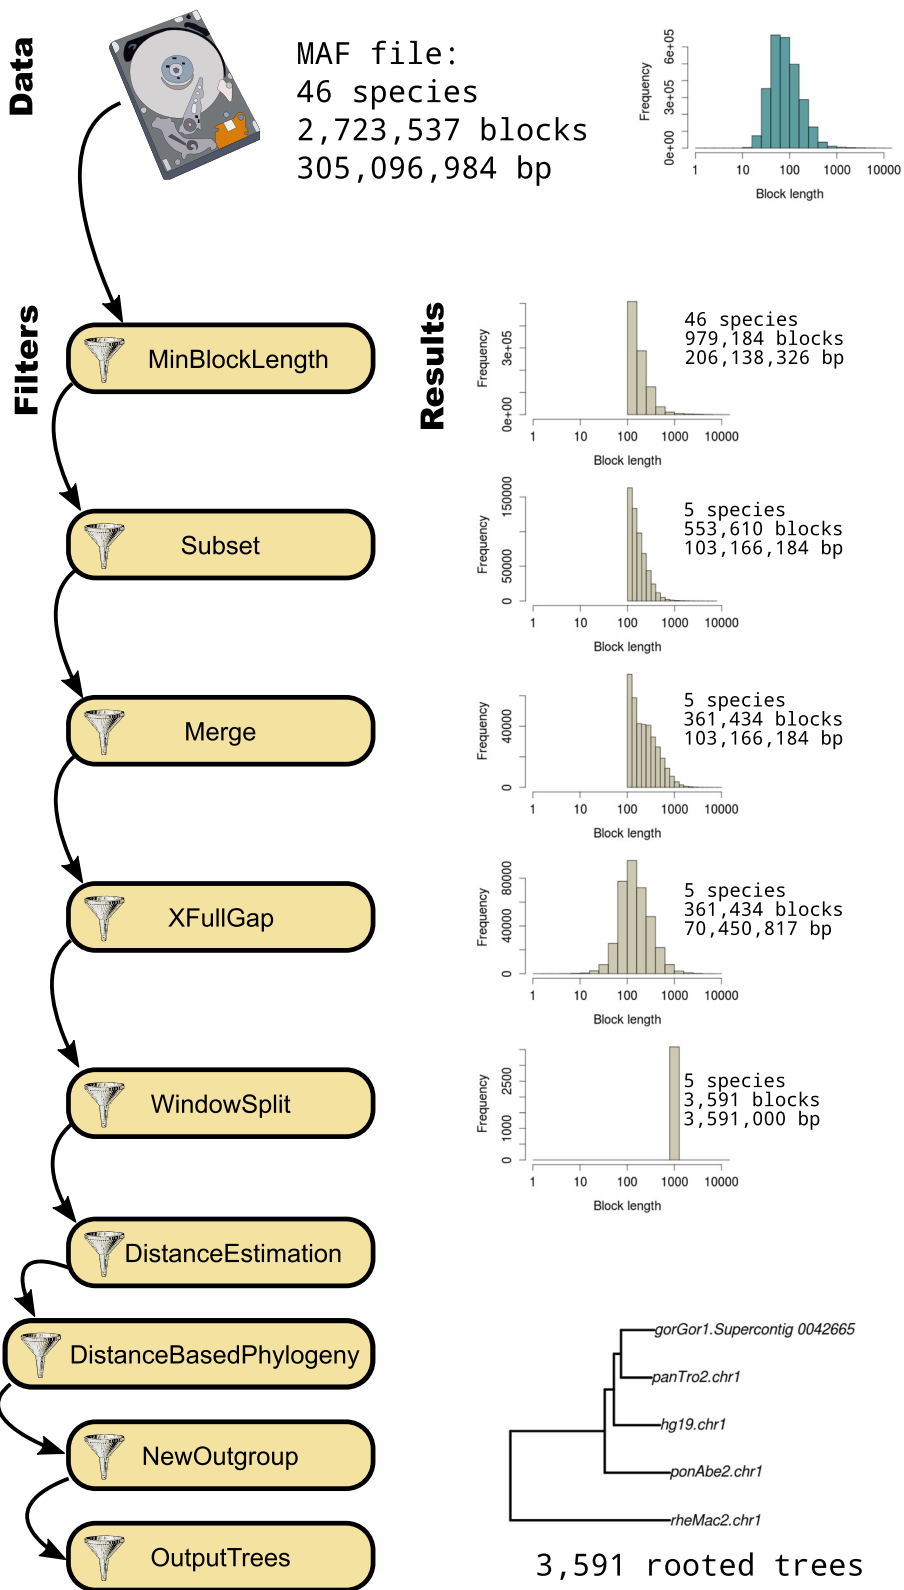 Data
MAF file:
46 species
2,723,537 blocks
305,096,984 bp
Frequency
0e+00 3e+05 6e+05
1 10 100 1000 10000
Block length
Filters
Results
MinBlockLength
Frequency
0e+00 3e+05
1 10 100 1000 10000
Block length
46 species
979,184 blocks
206,138,326 bp
Subset
Frequency
0 50000 150000
1 10 100 1000 10000
Block length
5 species
553,610 blocks
103,166,184 bp
Merge
Frequency
0 40000
1 10 100 1000 10000
Block length
5 species
361,434 blocks
103,166,184 bp
XFullGap
Frequency
0 40000 80000
1 10 100 1000 10000
Block length
5 species
361,434 blocks
70,450,817 bp
WindowSplit
Frequency
0 1000 2500
1 10 100 1000 10000
Block length
5 species
3,591 blocks
3,591,000 bp
DistanceEstimation
DistanceBasedPhylogeny
NewOutgroup
OutputTrees
gorGor1.Supercontig 0042665
panTro2.chr1
hg19.chr1
ponAbe2.chr1
rheMac2.chr1
3,591 rooted trees